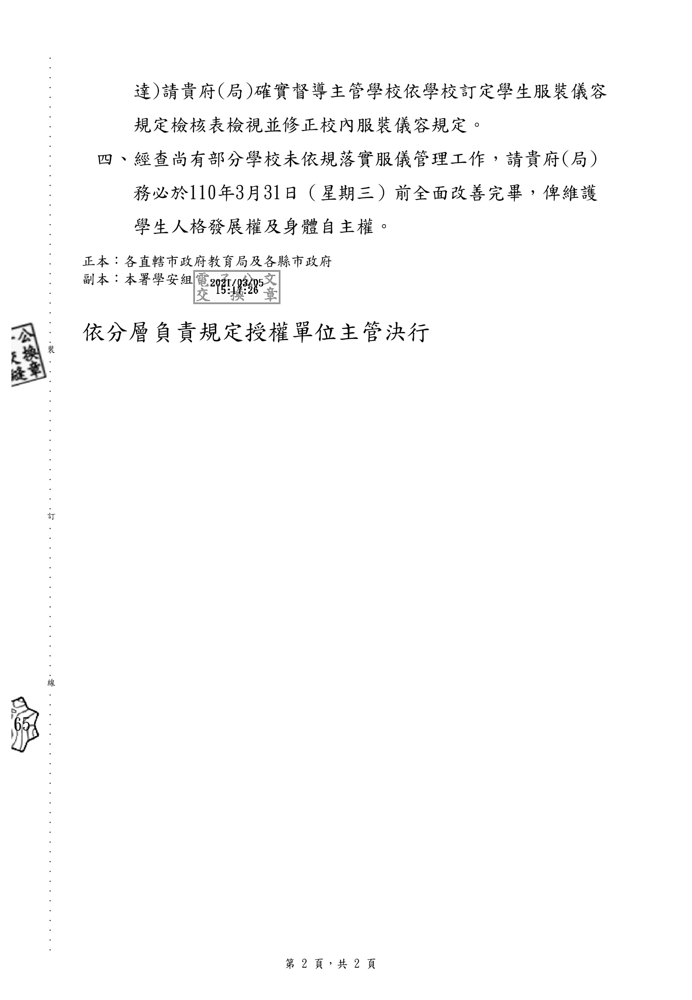 達)請貴府(局)確實督導主管學校依學校訂定學生服裝儀容
規定檢核表檢視並修正校內服裝儀容規定。
四、經查尚有部分學校未依規落實服儀管理工作，請貴府(局)
務必於110年3月31日（星期三）前全面改善完畢，俾維護
學生人格發展權及身體自主權。
正本：各直轄市政府教育局及各縣市政府
副本：本署學安組
電子公文
2021/03/05
15:17:26
交換章
依分層負責規定授權單位主管決行
公
換
縫章
裝
訂
線
65
第 2 頁，共 2 頁